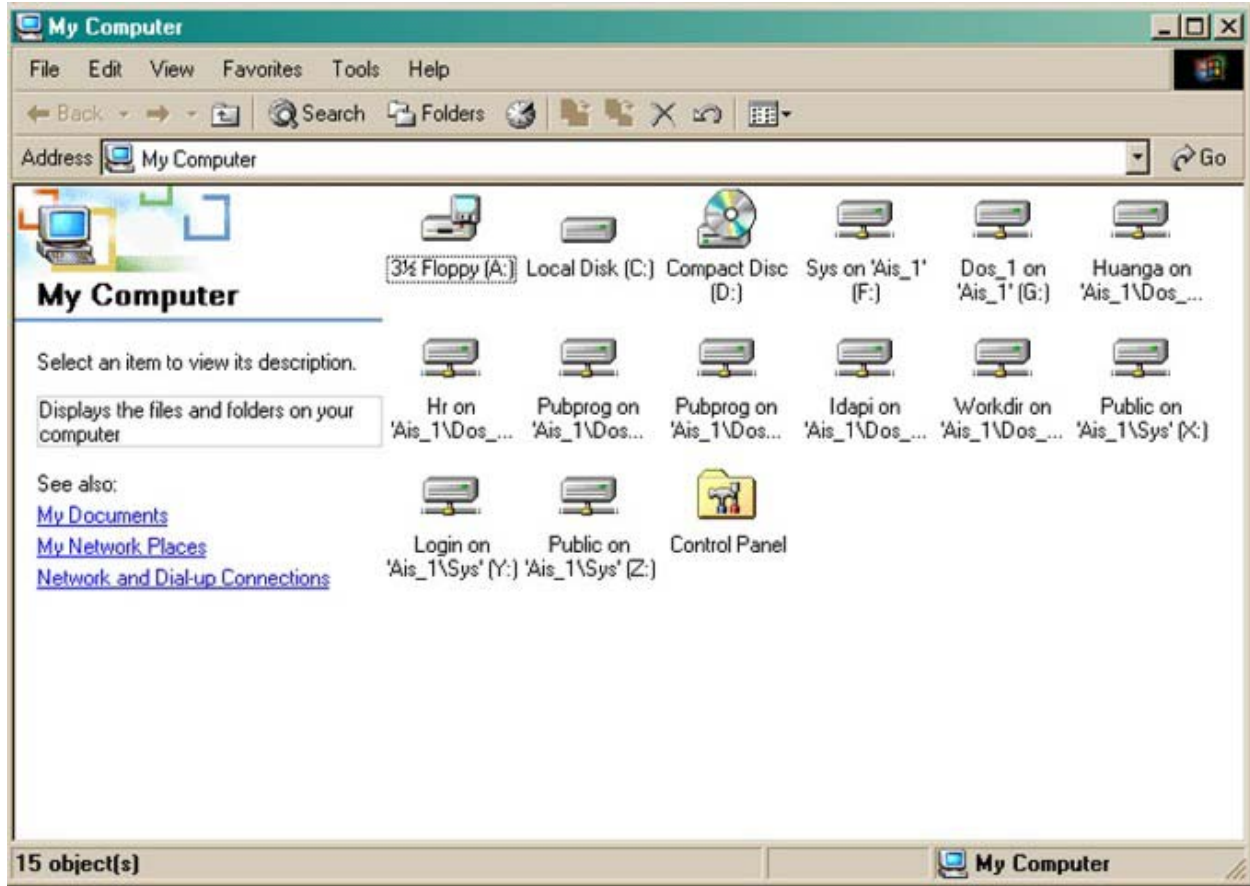 My Computer
File Edit View Favorites Tools Help
Back Search Folders
Address My Computer Go
My Computer
Select an item to view its description.
Displays the files and folders on your
computer
See also:
My Documents
My Network Places
Network and Dial-up Connections
3½ Floppy (A:)
Local Disk (C:)
Compact Disc
(D:)
Sys on 'Ais_1'
(F:)
Dos_1 on
'Ais_1' (G:)
Huanga on
'Ais_1\Dos_...
Hr on
'Ais_1\Dos_...
Pubprog on
'Ais_1\Dos...
Pubprog on
'Ais_1\Dos...
Idapi on
'Ais_1\Dos_...
Workdir on
'Ais_1\Dos_...
Public on
'Ais_1\Sys' (X:)
Login on
'Ais_1\Sys' (Y:)
Public on
'Ais_1\Sys' (Z:)
Control Panel
15 object(s)
My Computer